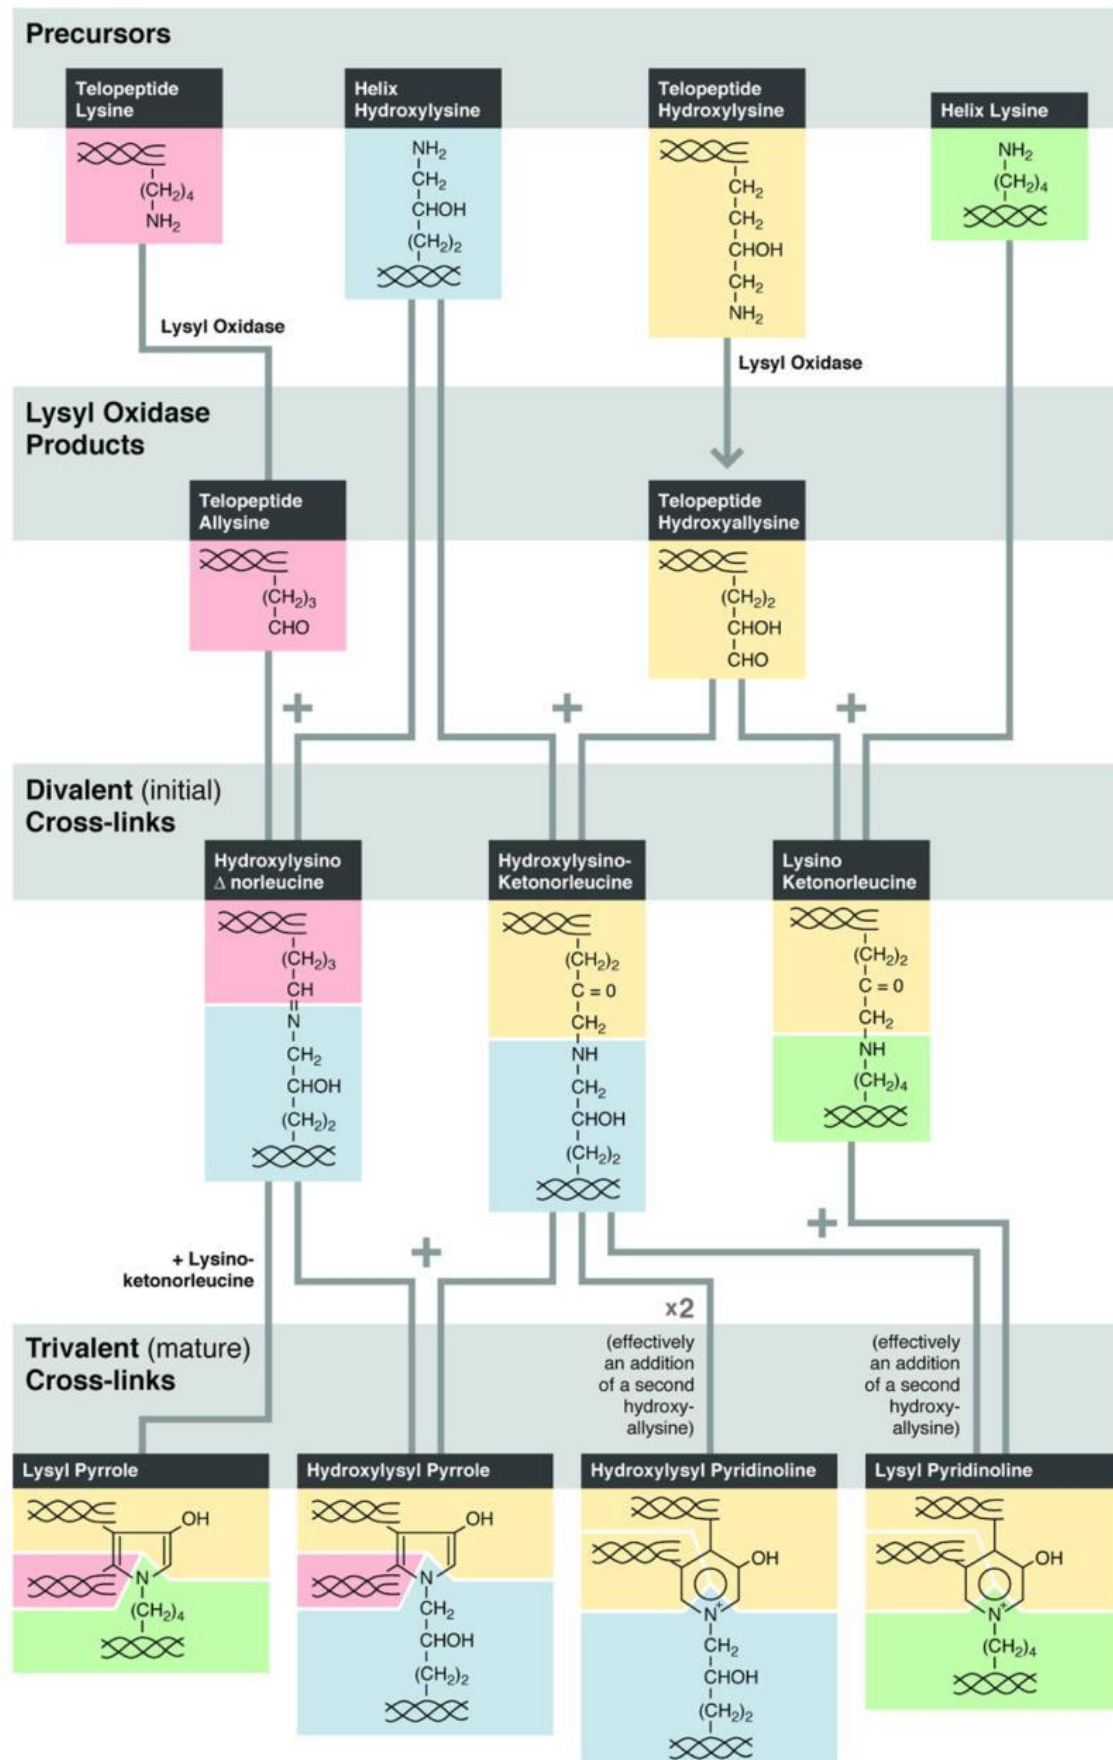 Precursors
Telopeptide
Lysine
Helix
Hydroxylysine
Telopeptide
Hydroxylysine
Helix Lysine
(CH₂)₄
NH₂
NH₂
CH₂
CHOH
(CH₂)₂
CH₂
CH₂
CHOH
CH₂
NH₂
NH₂
(CH₂)₄
Lysyl Oxidase
Lysyl Oxidase
Lysyl Oxidase
Products
Telopeptide
Allysine
Telopeptide
Hydroxyallysine
(CH₂)₃
CHO
(CH₂)₂
CHOH
CHO
+
+
+
Divalent (initial)
Cross-links
Hydroxylysino
Δ norleucine
Hydroxylysino-
Ketonorleucine
Lysino
Ketonorleucine
(CH₂)₃
CH
N
CH₂
CHOH
(CH₂)₂
(CH₂)₂
C = 0
CH₂
NH
CH₂
CHOH
(CH₂)₂
(CH₂)₂
C = 0
CH₂
NH
(CH₂)₄
+ Lysino-
ketonorleucine
+
+
x2
(effectively
an addition
of a second
hydroxy-
allysine)
(effectively
an addition
of a second
hydroxy-
allysine)
Trivalent (mature)
Cross-links
Lysyl Pyrrole
Hydroxylysyl Pyrrole
Hydroxylysyl Pyridinoline
Lysyl Pyridinoline
OH
N
(CH₂)₄
OH
N
CH₂
CHOH
(CH₂)₂
OH
N⁺
CH₂
CHOH
(CH₂)₂
OH
N⁺
(CH₂)₄